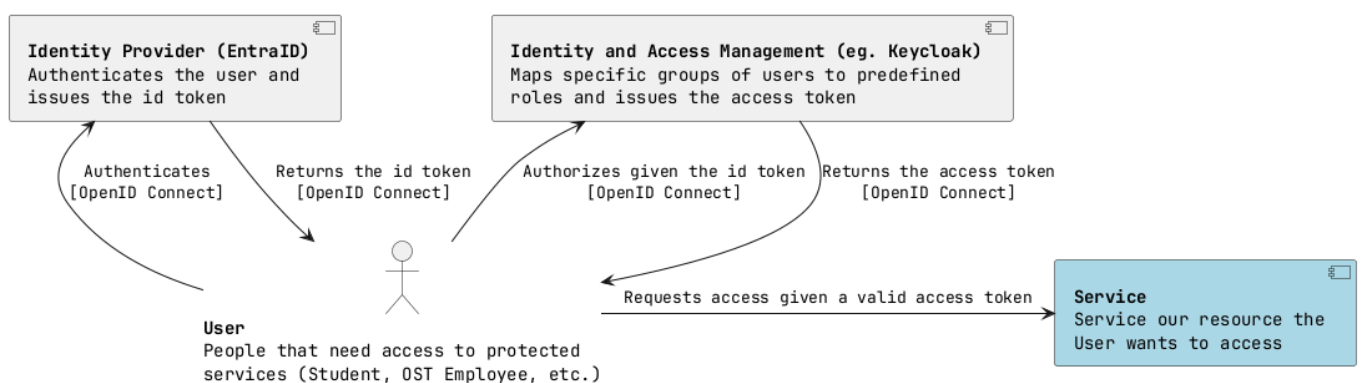 Identity Provider (EntraID)
Authenticates the user and
issues the id token
Identity and Access Management (eg. Keycloak)
Maps specific groups of users to predefined
roles and issues the access token
Authenticates
[OpenID Connect]
Returns the id token
[OpenID Connect]
Authorizes given the id token
[OpenID Connect]
Returns the access token
[OpenID Connect]
Requests access given a valid access token
Service
Service our resource the
User wants to access
User
People that need access to protected
services (Student, OST Employee, etc.)